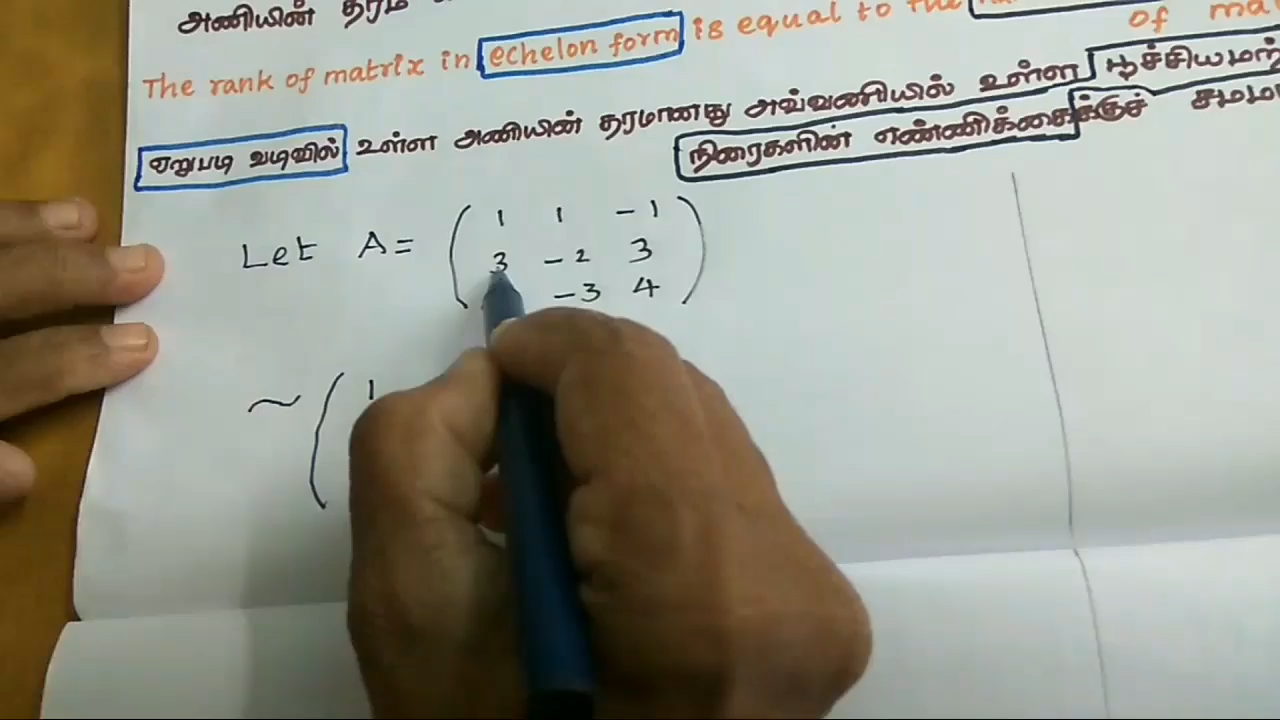 அணியின் தரம்
The rank of matrix in echelon form is equal to the
of
ஏறுபடி வடிவில் உள்ள அணியின் தரமானது அவ்வணியில் உள்ள பூச்சியமற்
நிரைகளின் எண்ணிக்கைக்குச் சமமா
Let A = ( 1 1 -1
3 -2 3
-3 4 )
~ ( 1